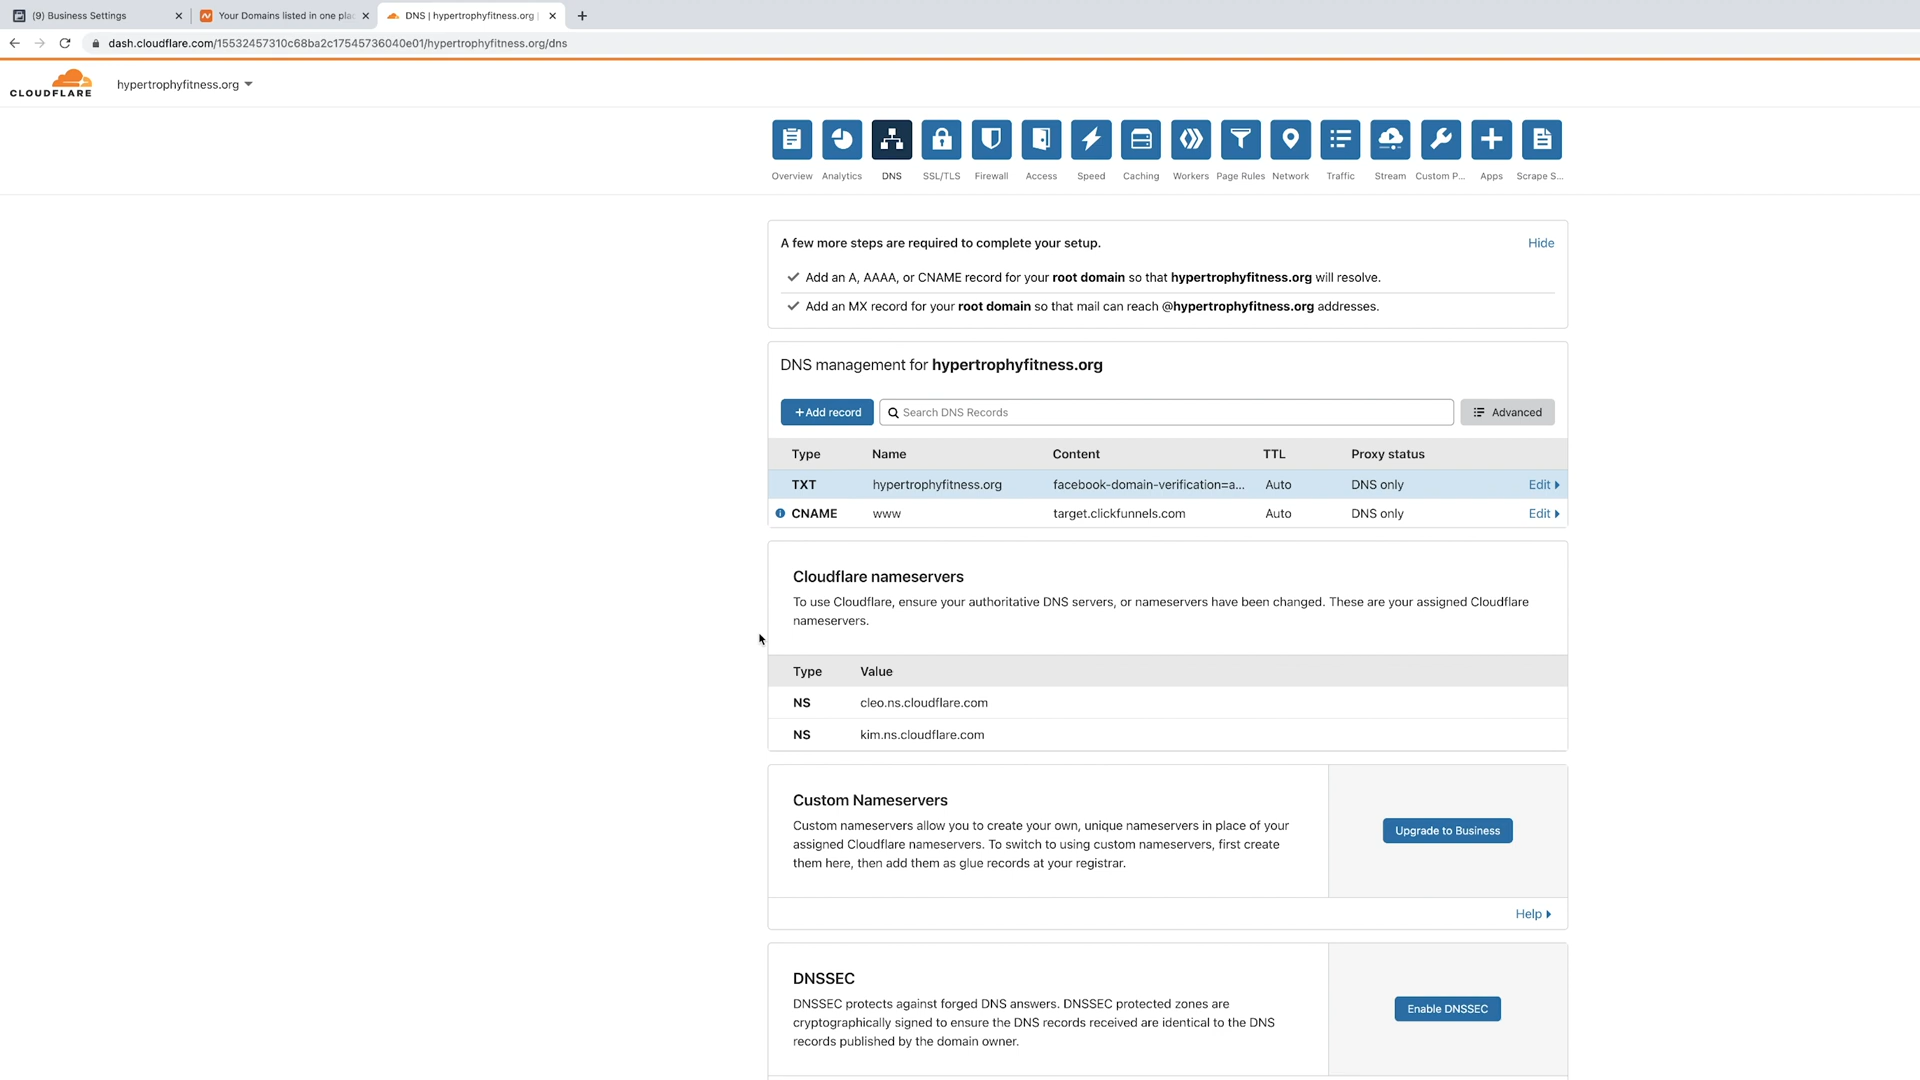 (9) Business Settings
Your Domains listed in one pla
DNS | hypertrophyfitness.org |
dash.cloudflare.com/15532457310c68ba2c17545736040e01/hypertrophyfitness.org/dns
CLOUDFLARE
hypertrophyfitness.org
Overview Analytics DNS SSL/TLS Firewall Access Speed Caching Workers Page Rules Network Traffic Stream Custom P... Apps Scrape S...
A few more steps are required to complete your setup. Hide
Add an A, AAAA, or CNAME record for your root domain so that hypertrophyfitness.org will resolve.
Add an MX record for your root domain so that mail can reach @hypertrophyfitness.org addresses.
DNS management for hypertrophyfitness.org
+Add record Search DNS Records Advanced
Type Name Content TTL Proxy status
TXT hypertrophyfitness.org facebook-domain-verification=a... Auto DNS only Edit
CNAME www target.clickfunnels.com Auto DNS only Edit
Cloudflare nameservers
To use Cloudflare, ensure your authoritative DNS servers, or nameservers have been changed. These are your assigned Cloudflare
nameservers.
Type Value
NS cleo.ns.cloudflare.com
NS kim.ns.cloudflare.com
Custom Nameservers
Custom nameservers allow you to create your own, unique nameservers in place of your
assigned Cloudflare nameservers. To switch to using custom nameservers, first create
them here, then add them as glue records at your registrar.
Upgrade to Business
Help
DNSSEC
DNSSEC protects against forged DNS answers. DNSSEC protected zones are
cryptographically signed to ensure the DNS records received are identical to the DNS
records published by the domain owner.
Enable DNSSEC